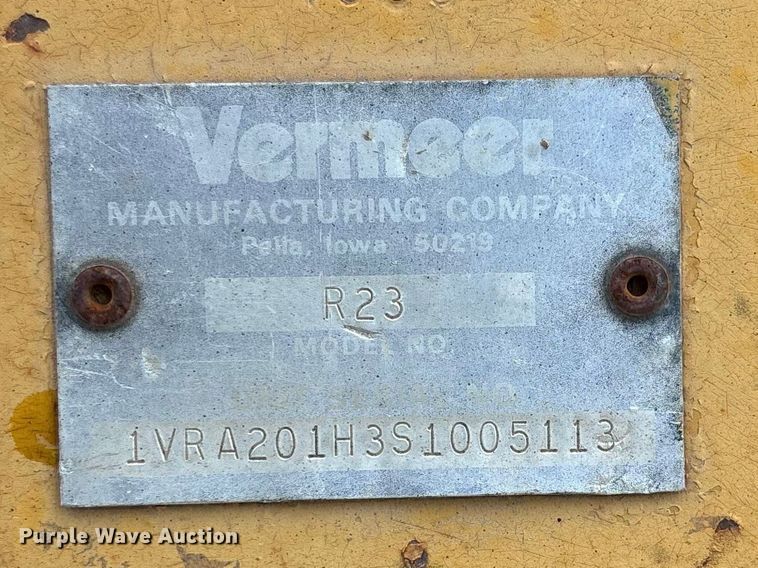 Vermeer
MANUFACTURING COMPANY
Pella, Iowa 50219
R23
MODEL NO.
1VRA201H3S1005113
Purple Wave Auction®